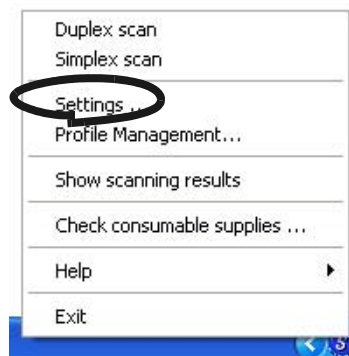 Duplex scan
Simplex scan
Settings ...
Profile Management...
Show scanning results
Check consumable supplies ...
Help
Exit